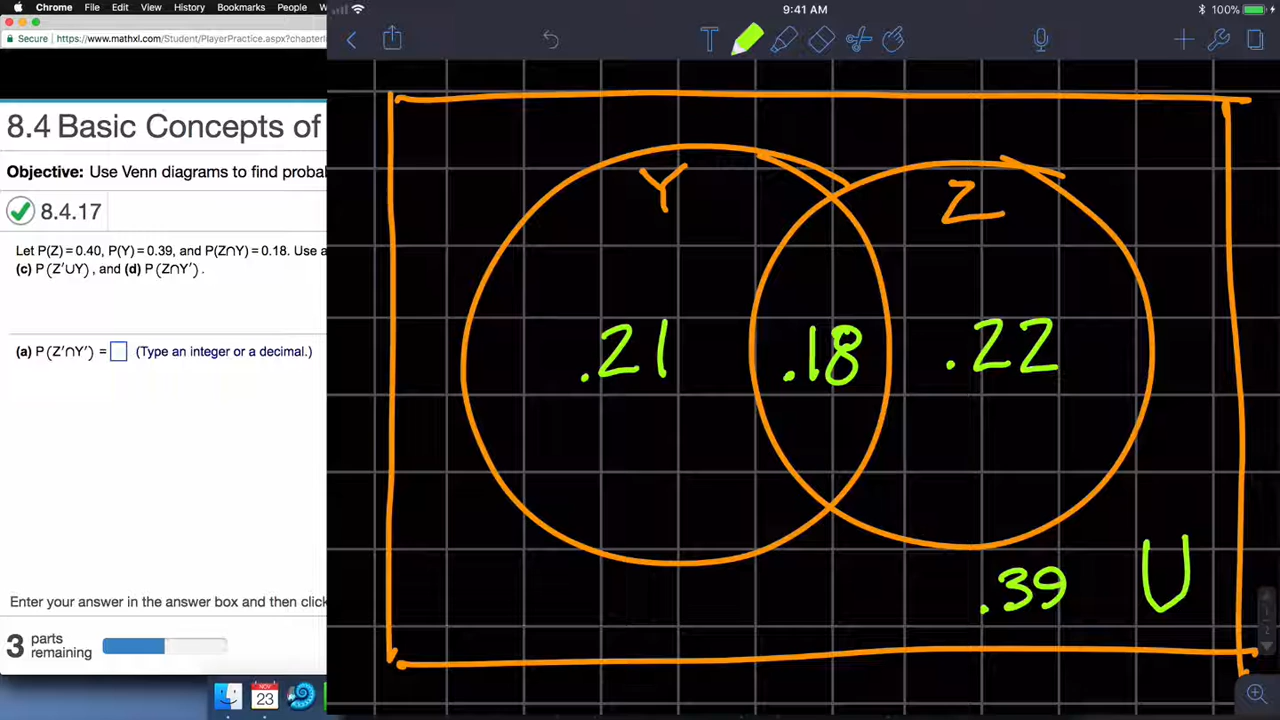 Chrome File Edit View History Bookmarks People
9:41 AM
100%
Secure https://www.mathxl.com/Student/PlayerPractice.aspx?chapter
8.4 Basic Concepts of
Objective: Use Venn diagrams to find proba
8.4.17
Let P(Z) = 0.40, P(Y) = 0.39, and P(Z∩Y) = 0.18. Use a
(c) P(Z′∪Y), and (d) P(Z∩Y′).
(a) P(Z′∩Y′) = (Type an integer or a decimal.)
Enter your answer in the answer box and then click
3 parts remaining
NOV
23
T
Y
Z
.21 .18 .22
.39 U